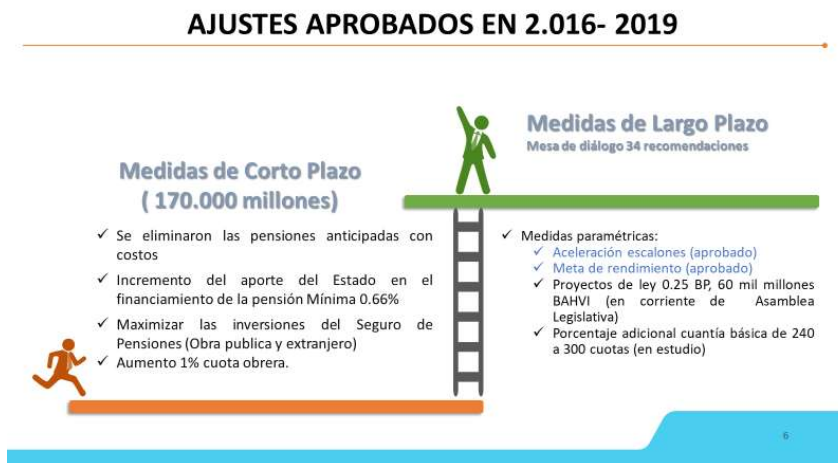 AJUSTES APROBADOS EN 2.016- 2019
Medidas de Corto Plazo
( 170.000 millones)
✓ Se eliminaron las pensiones anticipadas con
costos
✓ Incremento del aporte del Estado en el
financiamiento de la pensión Mínima 0.66%
✓ Maximizar las inversiones del Seguro de
Pensiones (Obra publica y extranjero)
✓ Aumento 1% cuota obrera.
Medidas de Largo Plazo
Mesa de diálogo 34 recomendaciones
✓ Medidas paramétricas:
✓ Aceleración escalones (aprobado)
✓ Meta de rendimiento (aprobado)
✓ Proyectos de ley 0.25 BP, 60 mil millones
BAHVI (en corriente de Asamblea
Legislativa)
✓ Porcentaje adicional cuantía básica de 240
a 300 cuotas (en estudio)
6